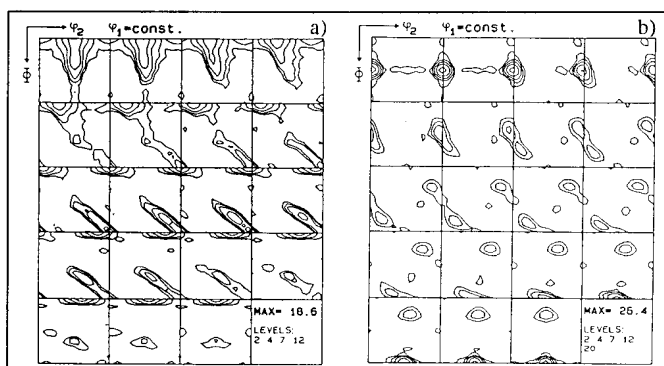 φ₂ φ₁=const. a)
Φ
MAX= 18.6
LEVELS:
2 4 7 12
φ₂ φ₁=const. b)
Φ
MAX= 26.4
LEVELS:
2 4 7 12
20